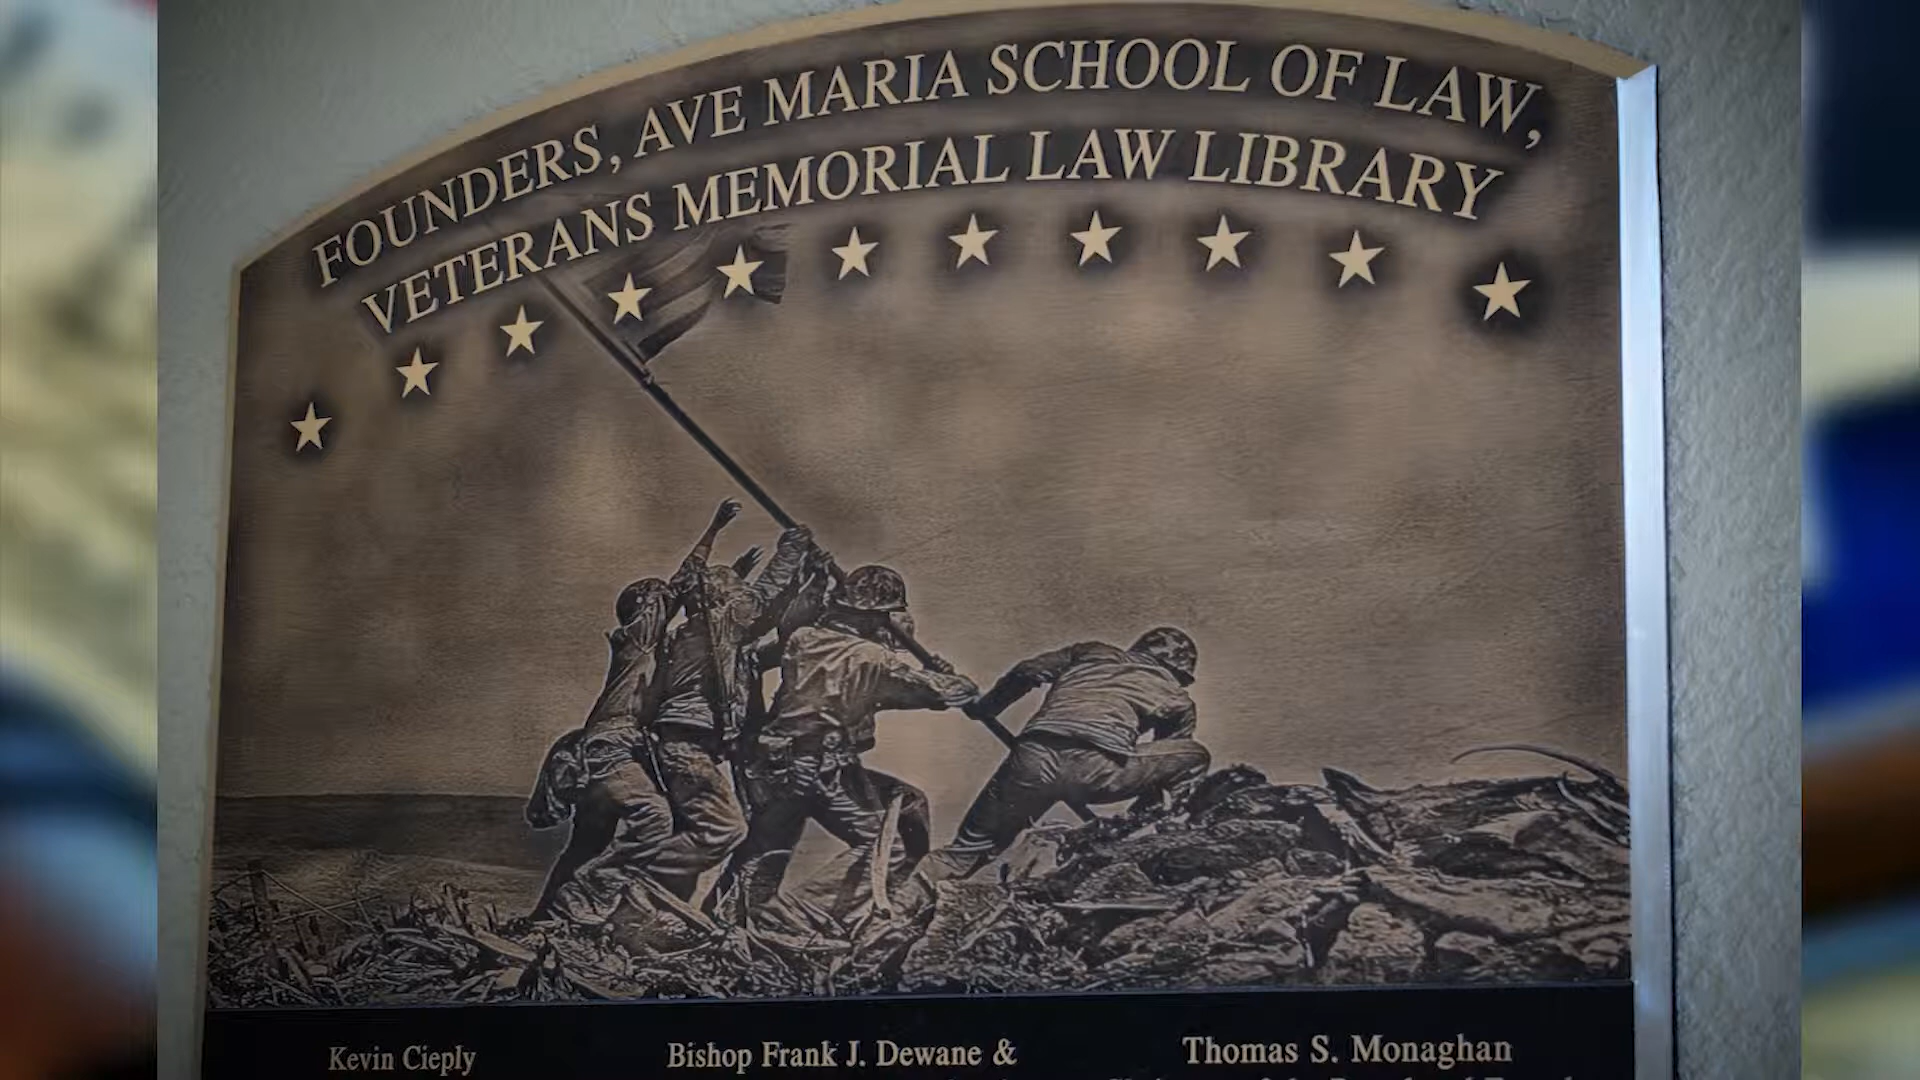 FOUNDERS, AVE MARIA SCHOOL OF LAW,
VETERANS MEMORIAL LAW LIBRARY
Kevin Cieply
Bishop Frank J. Dewane &
Thomas S. Monaghan